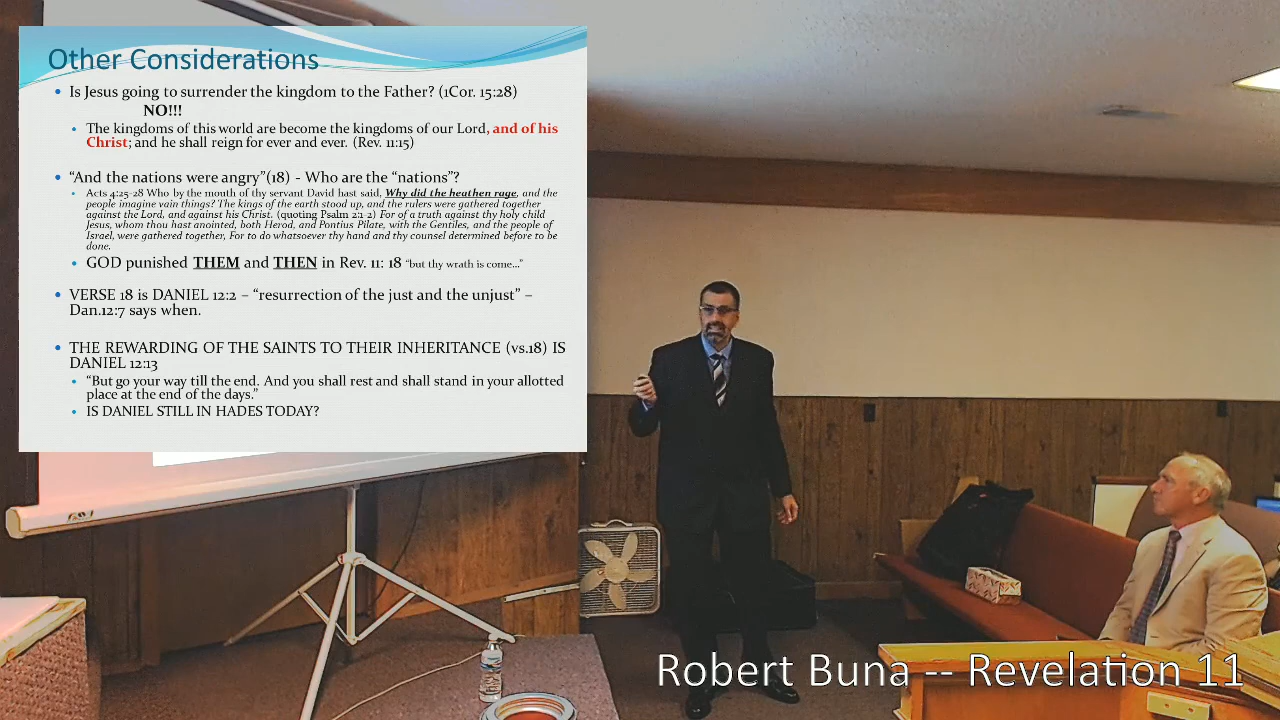 Other Considerations
• Is Jesus going to surrender the kingdom to the Father? (1Cor. 15:28)
NO!!!
• The kingdoms of this world are become the kingdoms of our Lord, and of his
Christ; and he shall reign for ever and ever. (Rev. 11:15)
• “And the nations were angry”(18) - Who are the “nations”?
• Acts 4:25-28 Who by the mouth of thy servant David hast said, Why did the heathen rage, and the
people imagine vain things? The kings of the earth stood up, and the rulers were gathered together
against the Lord, and against his Christ. (quoting Psalm 2:1-2) For of a truth against thy holy child
Jesus, whom thou hast anointed, both Herod, and Pontius Pilate, with the Gentiles, and the people of
Israel, were gathered together, For to do whatsoever thy hand and thy counsel determined before to be
done.
• GOD punished THEM and THEN in Rev. 11: 18 “but thy wrath is come...”
• VERSE 18 is DANIEL 12:2 – “resurrection of the just and the unjust” –
Dan.12:7 says when.
• THE REWARDING OF THE SAINTS TO THEIR INHERITANCE (vs.18) IS
DANIEL 12:13
• “But go your way till the end. And you shall rest and shall stand in your allotted
place at the end of the days.”
• IS DANIEL STILL IN HADES TODAY?
Robert Buna -- Revelation 11